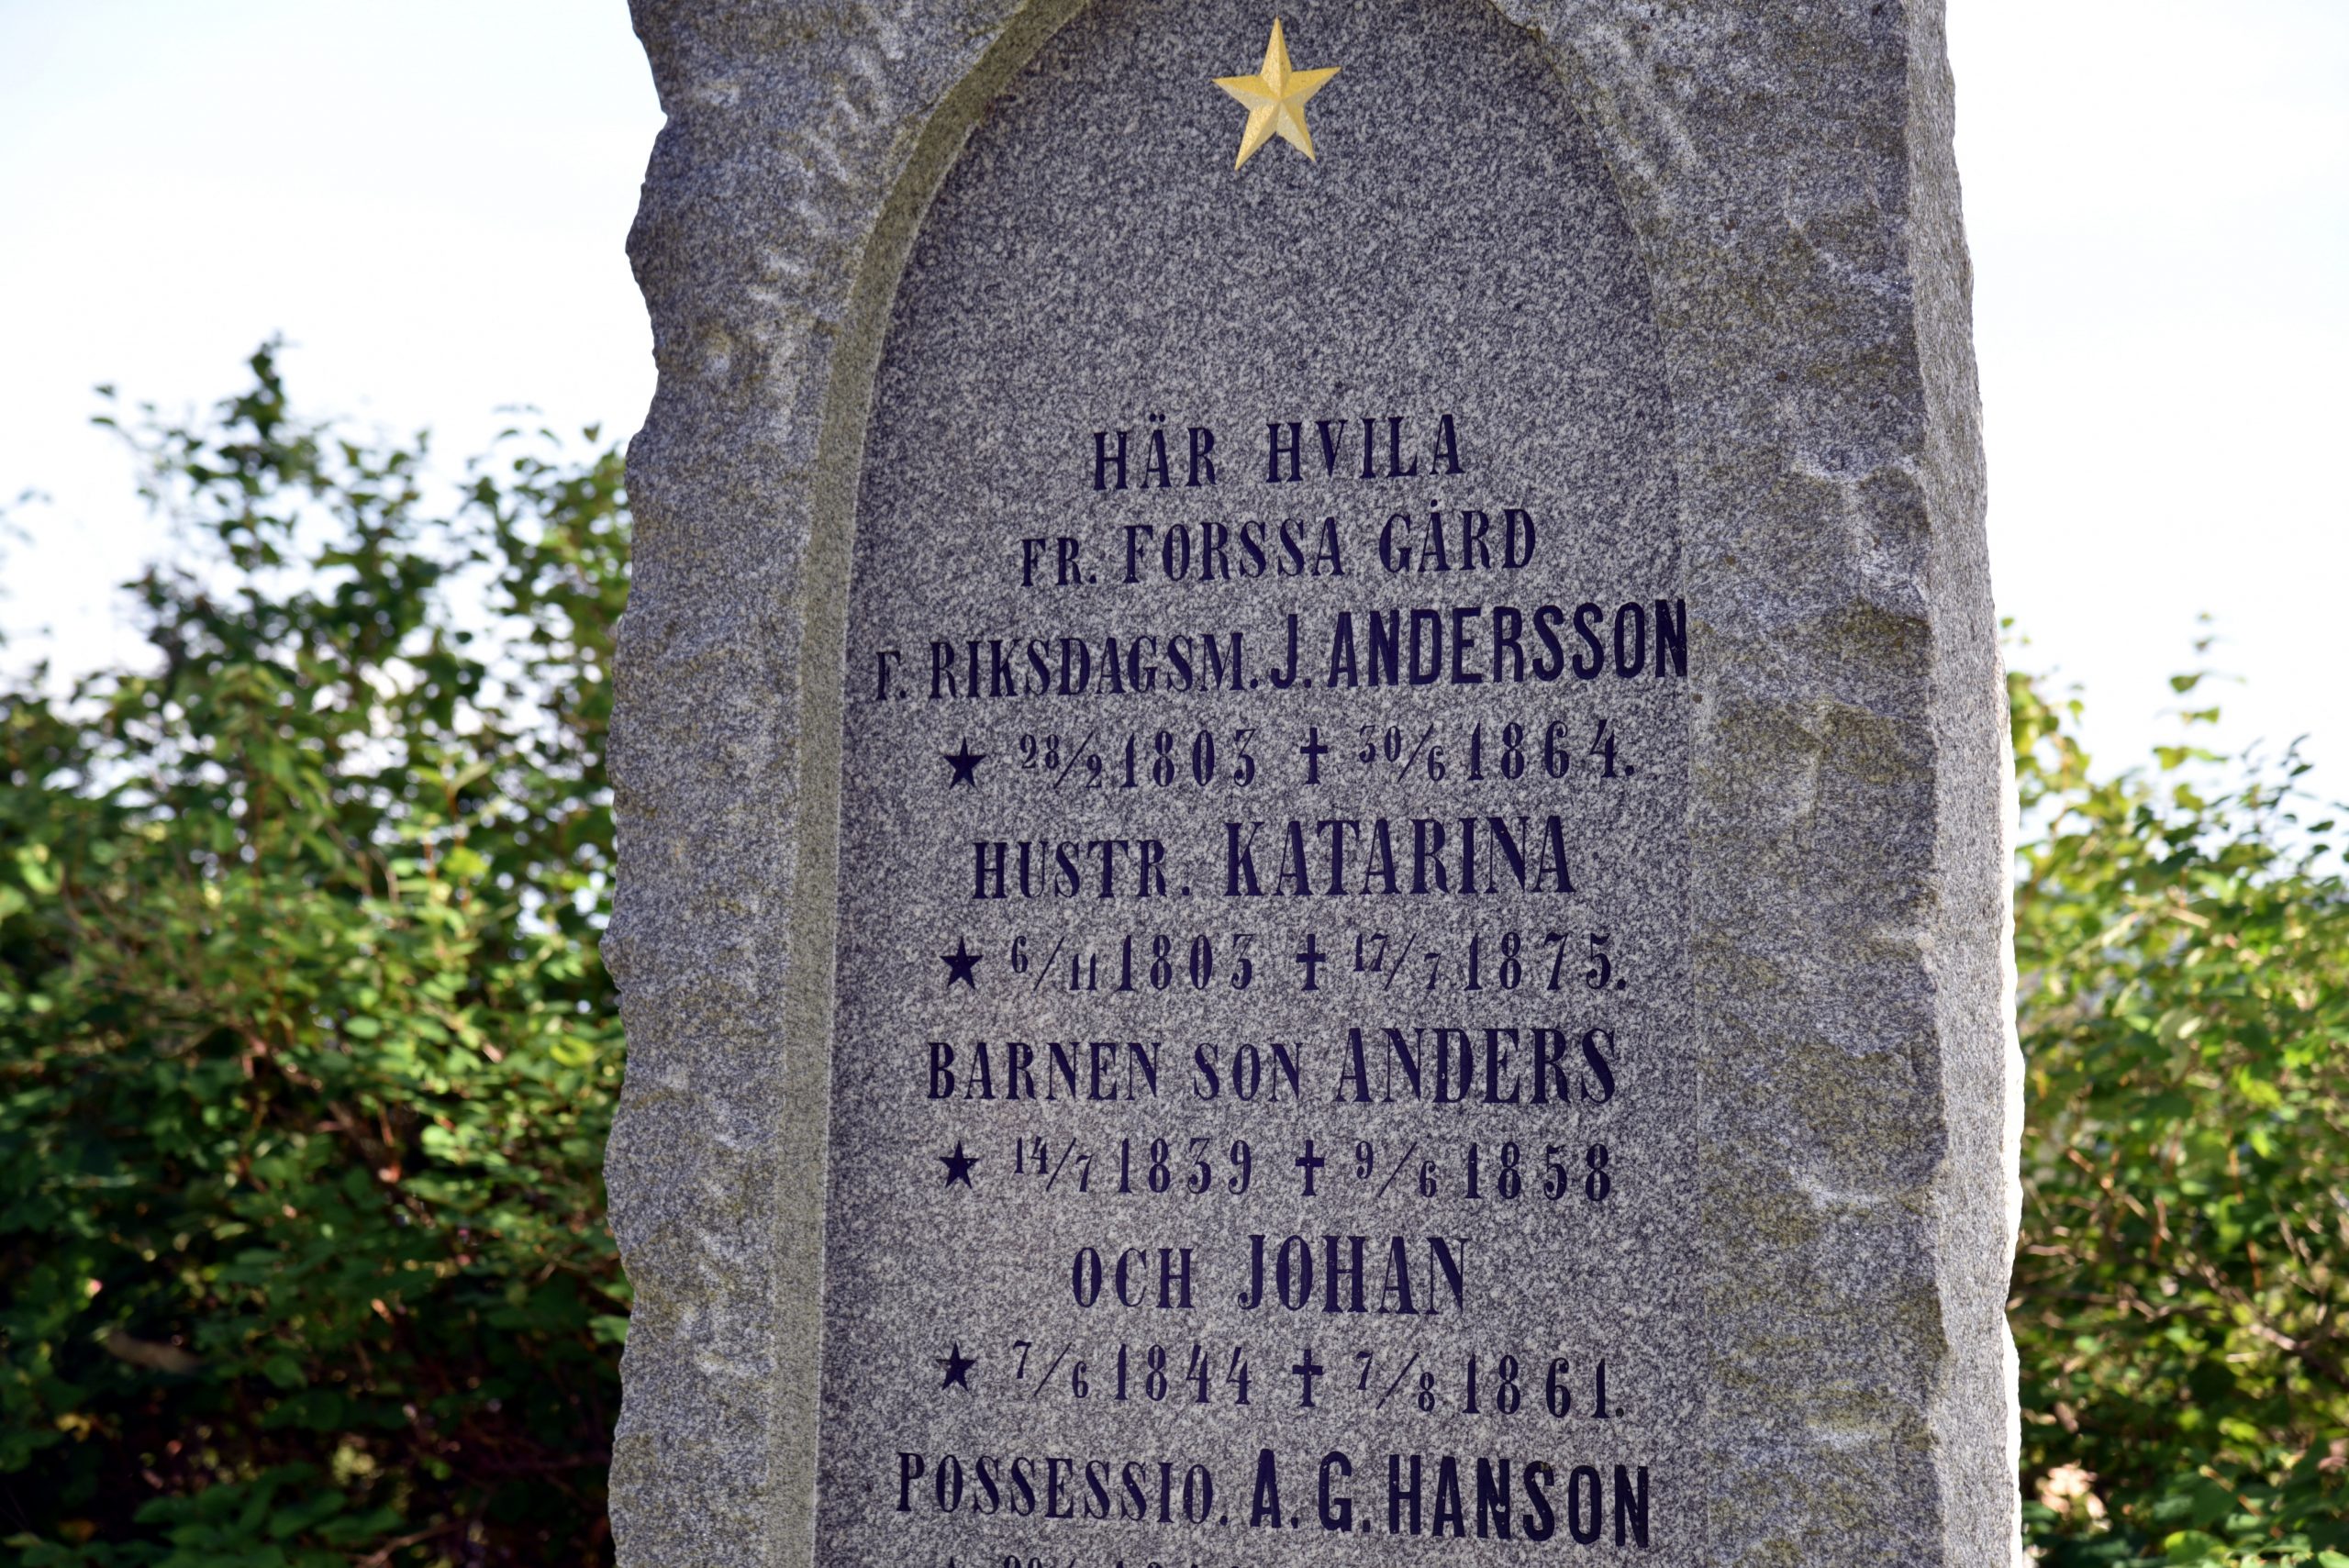 HÄR HVILA
FR. FORSSA GÅRD
F. RIKSDAGSM. J. ANDERSSON
★ 28/2 1803 † 30/6 1864.
HUSTR. KATARINA
★ 6/11 1803 † 17/7 1875.
BARNEN SON ANDERS
★ 14/7 1839 † 9/6 1858
OCH JOHAN
★ 7/6 1844 † 7/8 1861.
POSSESSIO. A. G. HANSON